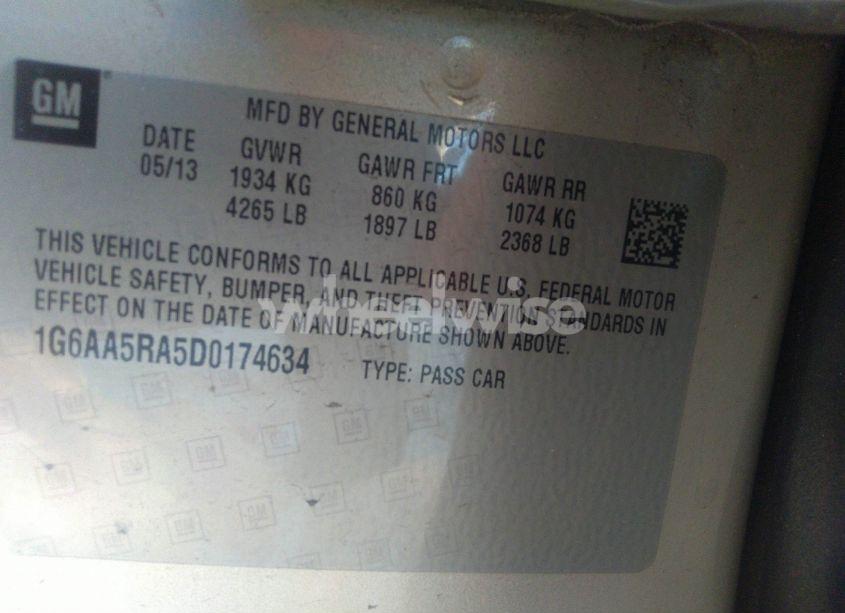 GM
MFD BY GENERAL MOTORS LLC
DATE GVWR GAWR FRT GAWR RR
05/13 1934 KG 860 KG 1074 KG
4265 LB 1897 LB 2368 LB
THIS VEHICLE CONFORMS TO ALL APPLICABLE U.S. FEDERAL MOTOR
VEHICLE SAFETY, BUMPER, AND THEFT PREVENTION STANDARDS IN
EFFECT ON THE DATE OF MANUFACTURE SHOWN ABOVE.
wheelwise
1G6AA5RA5D0174634 TYPE: PASS CAR